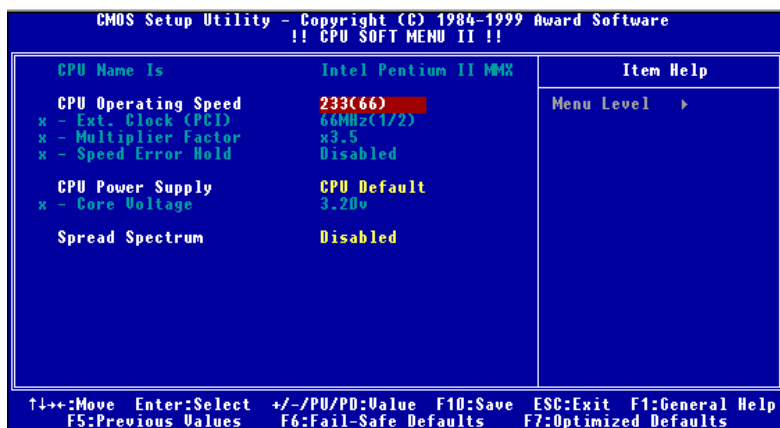 CMOS Setup Utility - Copyright (C) 1984-1999 Award Software
!! CPU SOFT MENU II !!
CPU Name Is Intel Pentium II MMX
CPU Operating Speed 233(66)
x - Ext. Clock (PCI) 66MHz(1/2)
x - Multiplier Factor x3.5
x - Speed Error Hold Disabled
CPU Power Supply CPU Default
x - Core Voltage 3.20v
Spread Spectrum Disabled
Item Help
Menu Level ▸
↑↓→←:Move Enter:Select +/-/PU/PD:Value F10:Save ESC:Exit F1:General Help
F5:Previous Values F6:Fail-Safe Defaults F7:Optimized Defaults